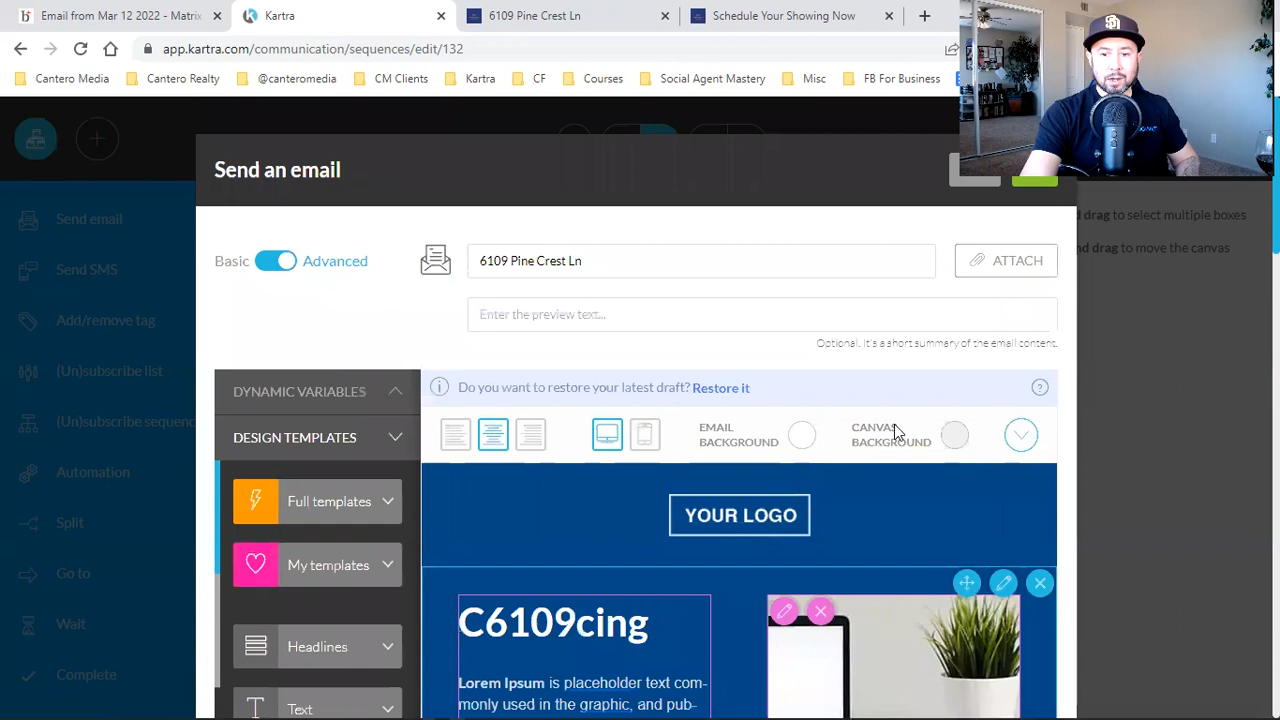 Email from Mar 12 2022 - Matrix
Kartra
6109 Pine Crest Ln
Schedule Your Showing Now
app.kartra.com/communication/sequences/edit/132
Cantero Media
Cantero Realty
@canteromedia
CM Clie
Kartra
CF
Courses
Social Agent Mastery
Misc
FB For Business
Send an email
Send email
Send SMS
Add/remove tag
(Un)subscribe list
(Un)subscribe sequenc
Automation
Split
Go to
Wait
Complete
d drag to select multiple boxes
nd drag to move the canvas
Basic
Advanced
6109 Pine Crest Ln
ATTACH
Enter the preview text...
Optional. It's a short summary of the email content.
DYNAMIC VARIABLES
DESIGN TEMPLATES
Full templates
My templates
Headlines
Text
Do you want to restore your latest draft? Restore it
EMAIL
BACKGROUND
CANVAS
BACKGROUND
YOUR LOGO
C6109cing
Lorem Ipsum is placeholder text com-
monly used in the graphic, and pub-